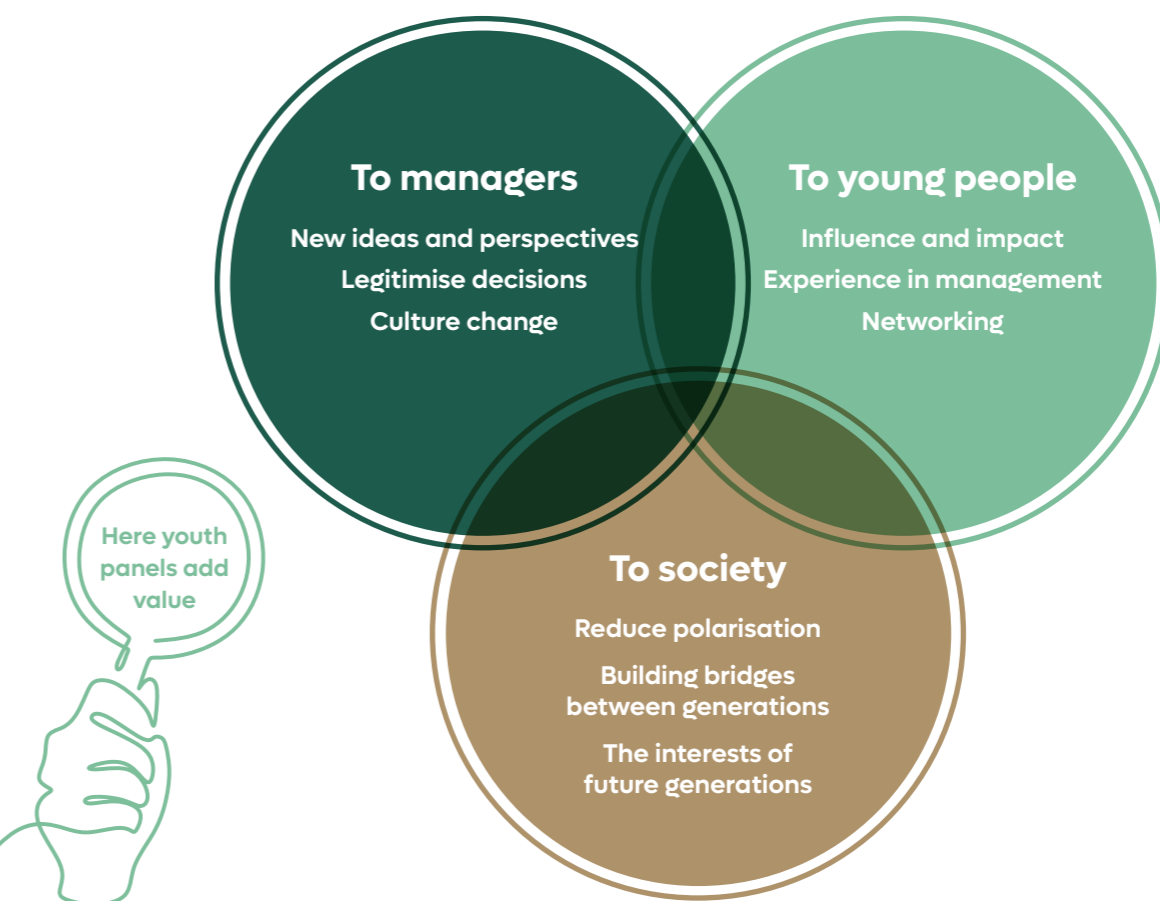 To managers
New ideas and perspectives
Legitimise decisions
Culture change
To young people
Influence and impact
Experience in management
Networking
Here youth
panels add
value
To society
Reduce polarisation
Building bridges
between generations
The interests of
future generations